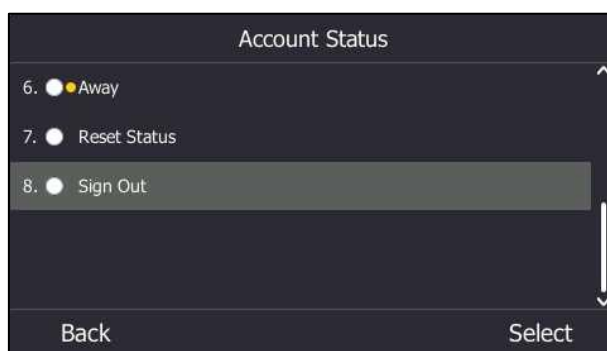 Account Status
6. Away
7. Reset Status
8. Sign Out
Back Select